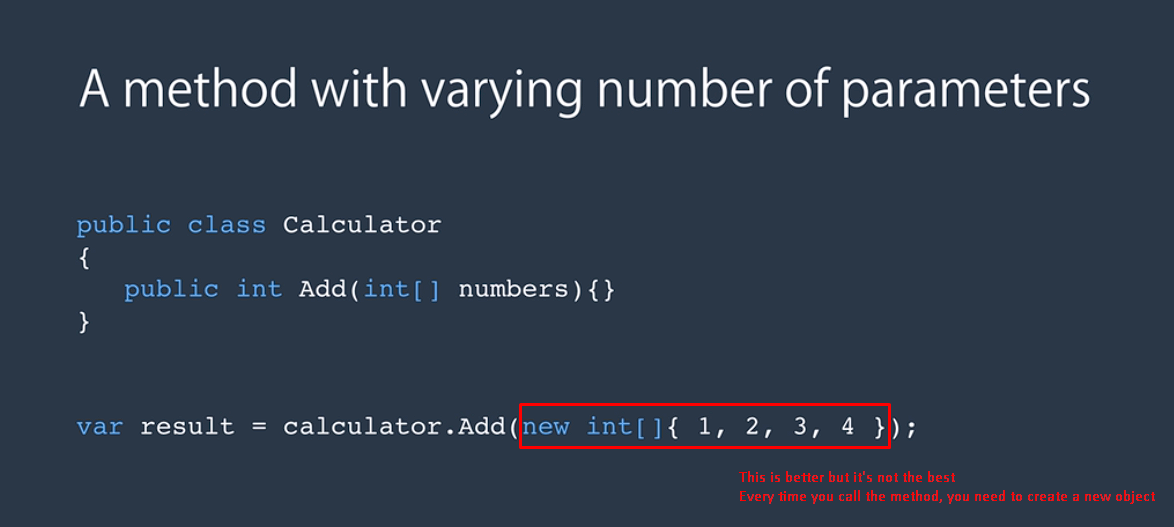 A method with varying number of parameters
public class Calculator
{
public int Add(int[] numbers){}
}
var result = calculator.Add(new int[]{ 1, 2, 3, 4 });
This is better but it's not the best
Every time you call the method, you need to create a new object